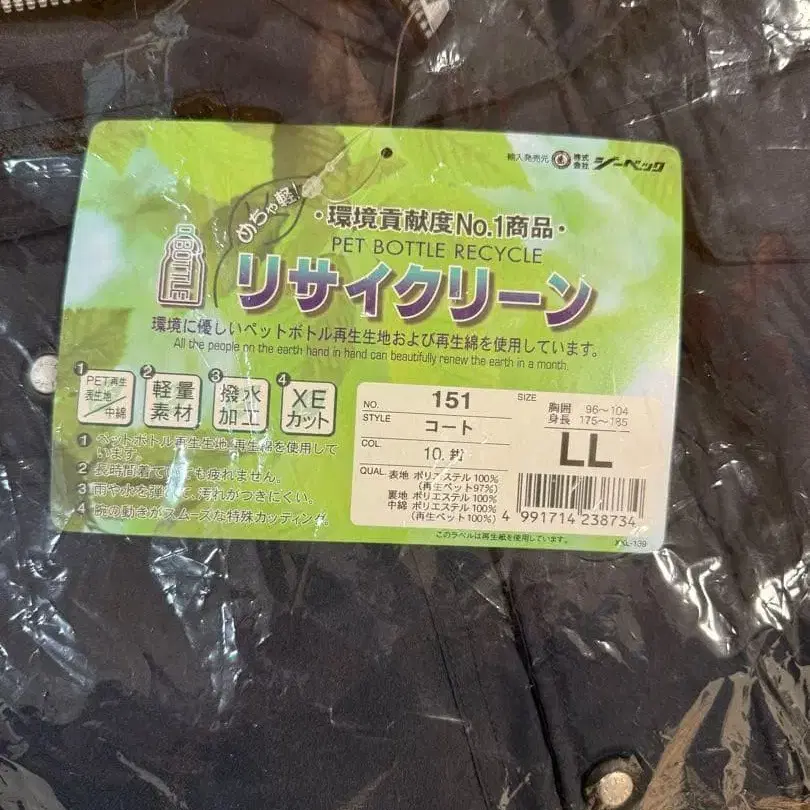 輸入発売元 株式会社 シーベック
めちゃ軽!
・環境貢献度No.1商品・
PET BOTTLE RECYCLE
BOTTLE
リサイクリーン
環境に優しいペットボトル再生生地および再生綿を使用しています。
All the people on the earth hand in hand can beautifully renew the earth in a month.
1 PET再生 表生地/中綿
2 軽量素材
3 撥水加工
4 XEカット
1 ペットボトル再生生地/再生綿を使用して
います。
2 長時間着ていても疲れません。
3 雨や水を弾いて、汚れがつきにくい。
4 腕の動きがスムーズな特殊カッティング。
NO. 151
STYLE コート
COL 10.
QUAL. 表地 ポリエステル100%
(再生ペット97%)
裏地 ポリエステル100%
中綿 ポリエステル100%
(再生ペット100%)
SIZE
胸囲 96~104
身長 175~185
LL
4 991714 238734
このラベルは再生紙を使用しています。